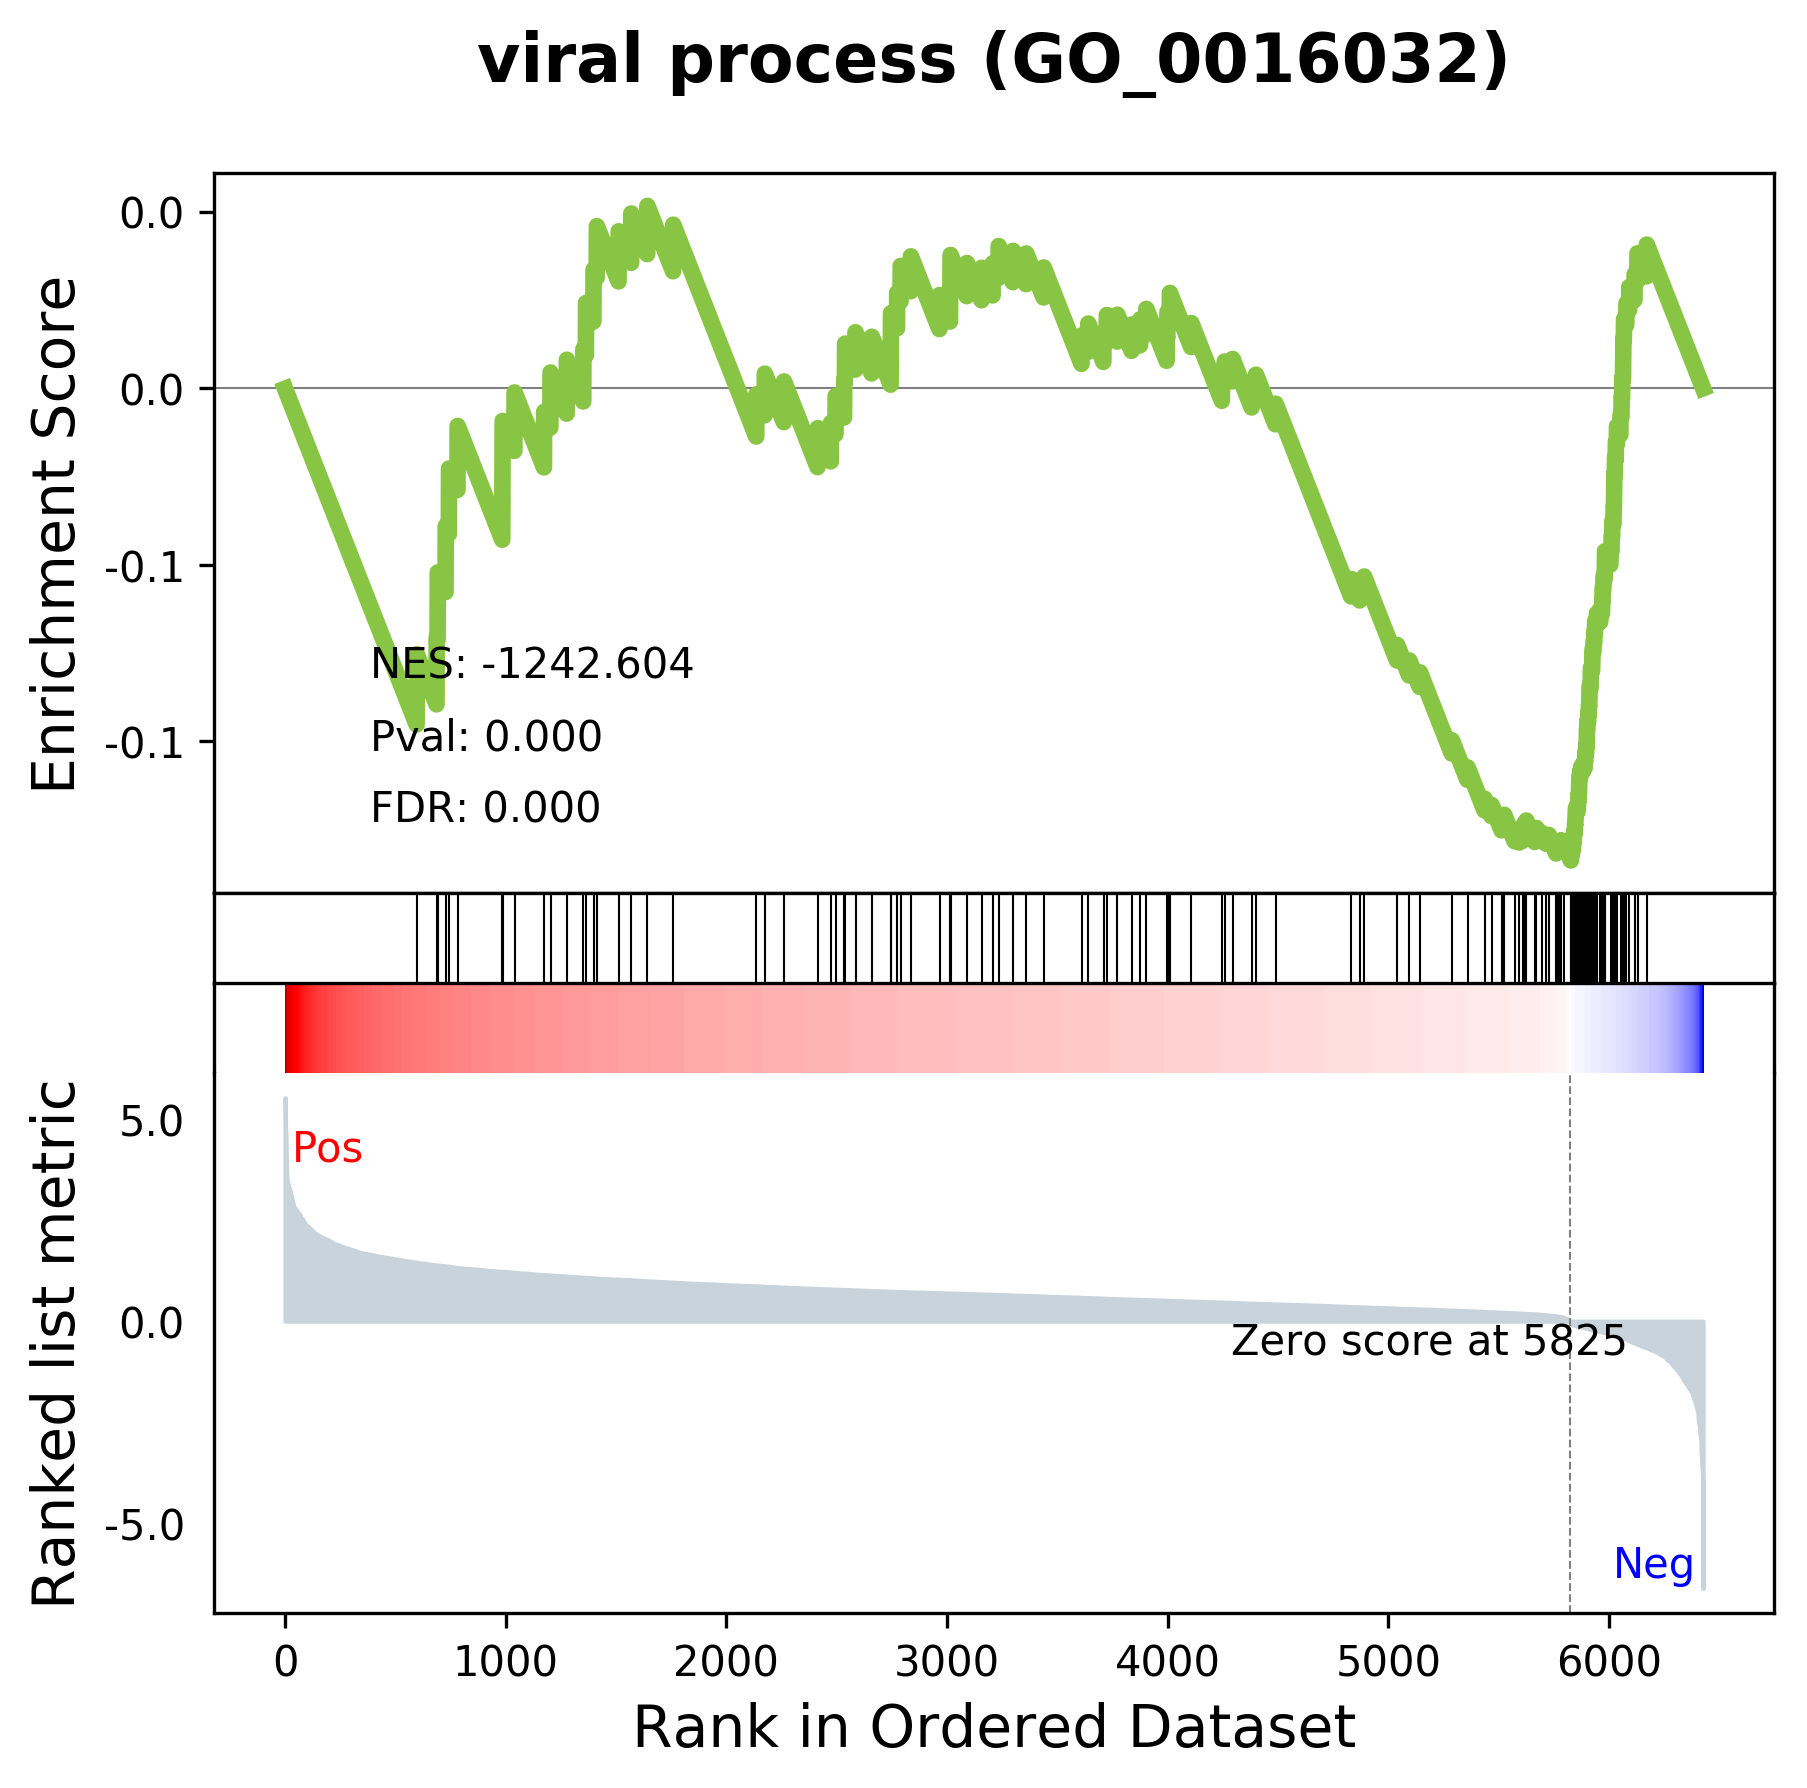 viral process (GO_0016032)
Enrichment Score
0.0
0.0
-0.1
-0.1
NES: -1242.604
Pval: 0.000
FDR: 0.000
Ranked list metric
5.0
0.0
-5.0
Pos
Zero score at 5825
Neg
0 1000 2000 3000 4000 5000 6000
Rank in Ordered Dataset